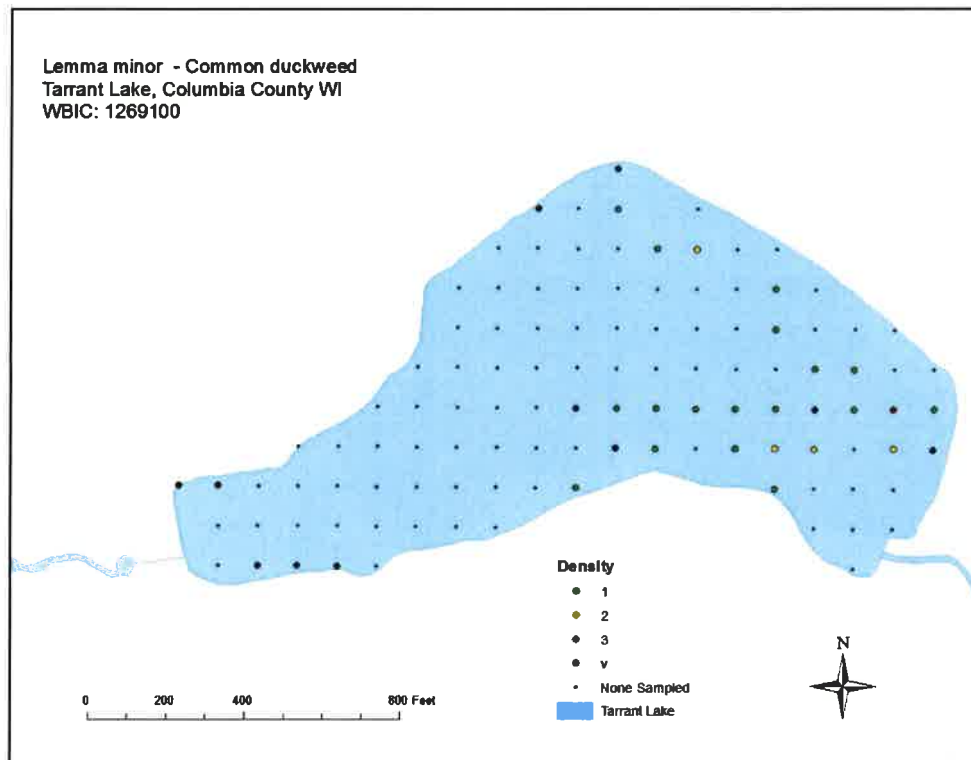 Lemma minor - Common duckweed
Tarrant Lake, Columbia County WI
WBIC: 1269100
Density
1
2
3
v
None Sampled
Tarrant Lake
0 200 400 800 Feet
N